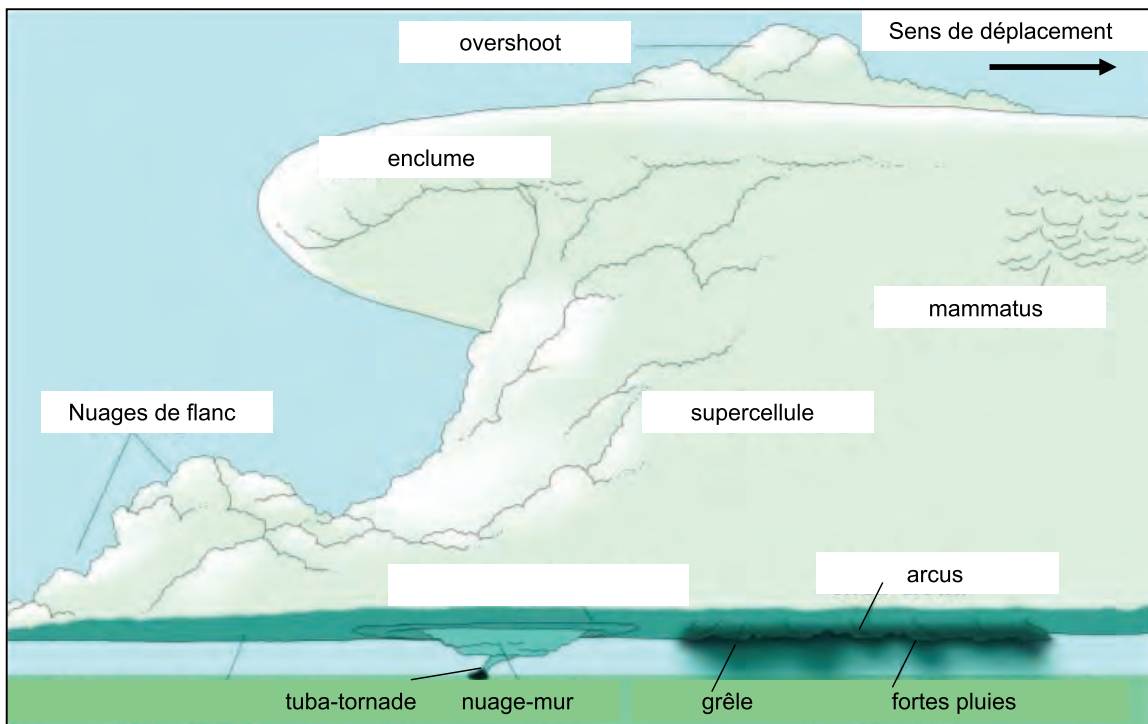 overshoot
Sens de déplacement
enclume
mammatus
Nuages de flanc
supercellule
arcus
tuba-tornade
nuage-mur
grêle
fortes pluies